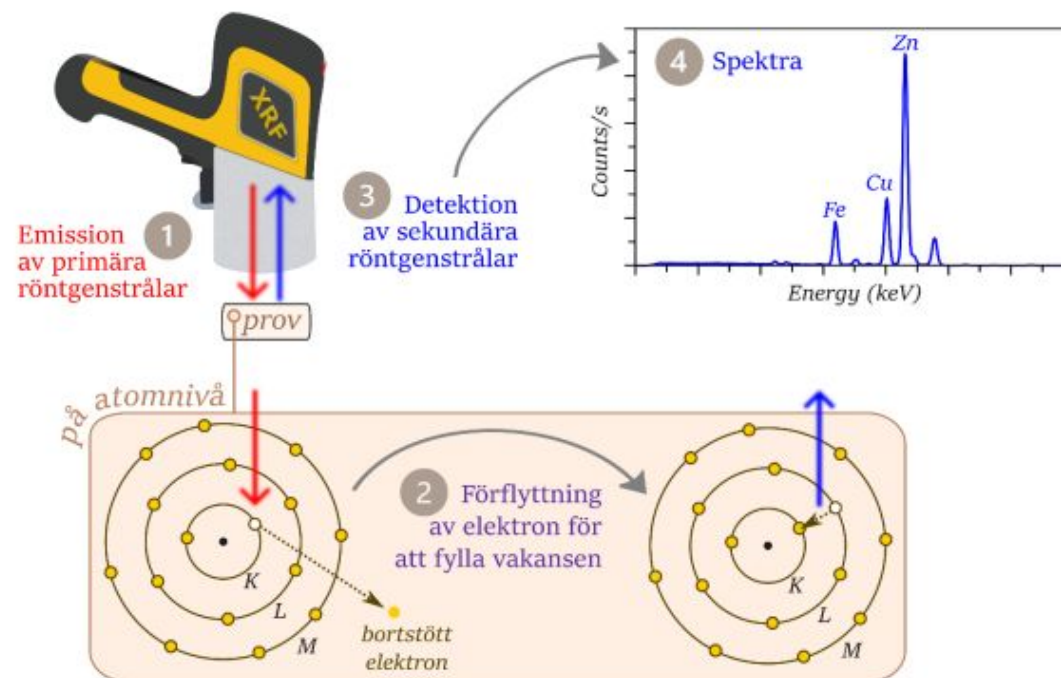 XRF
1
Emission
av primära
röntgenstrålar
3
Detektion
av sekundära
röntgenstrålar
4
Spektra
Counts/s
Fe
Cu
Zn
Energy (keV)
prov
på atomnivå
K
L
M
bortstött
elektron
2
Förflyttning
av elektron för
att fylla vakansen
K
L
M